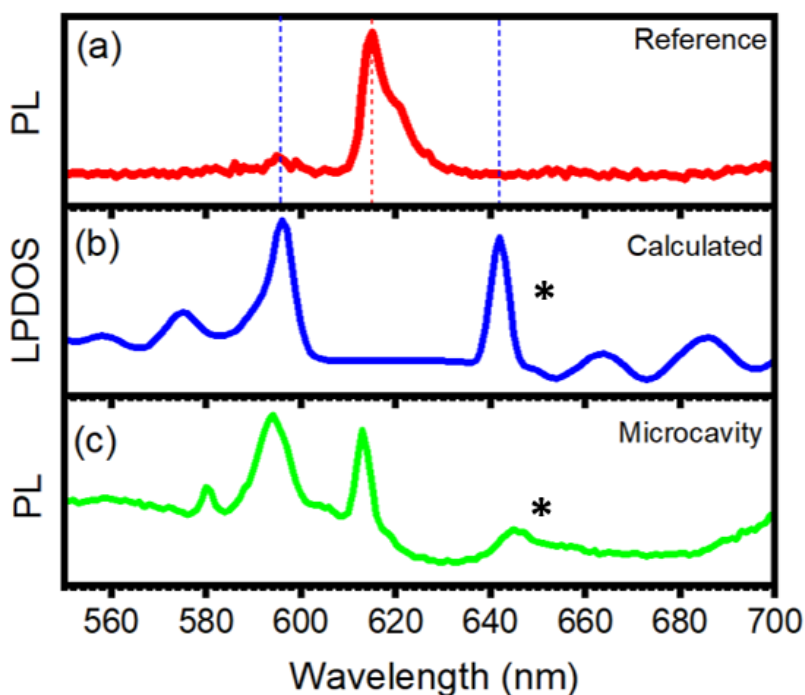 (a)
Reference
PL
(b)
Calculated
LPDOS
*
(c)
Microcavity
PL
*
560 580 600 620 640 660 680 700
Wavelength (nm)